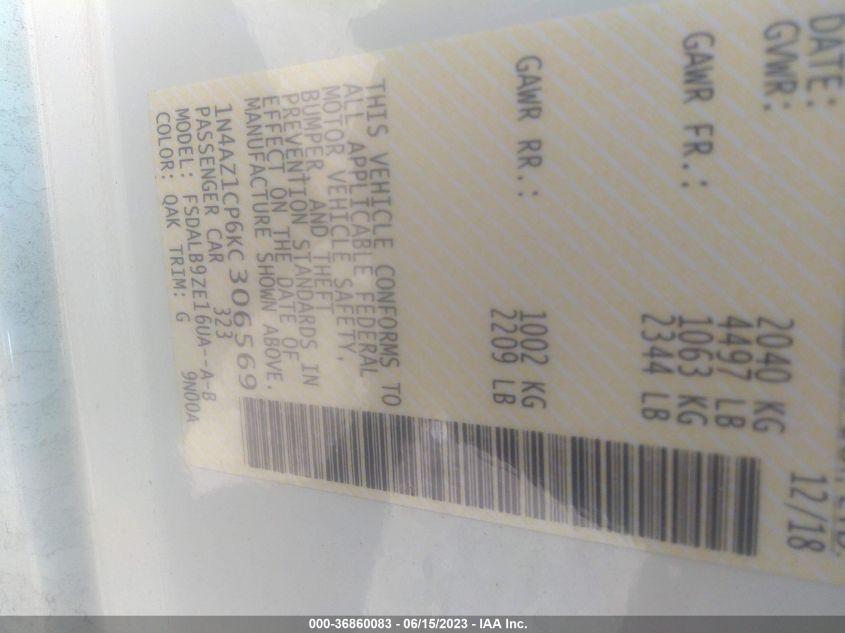 DATE: 12/18
GVWR: 2040 KG
4497 LB
GAWR FR.: 1063 KG
2344 LB
GAWR RR.: 1002 KG
2209 LB
THIS VEHICLE CONFORMS TO
ALL APPLICABLE FEDERAL
MOTOR VEHICLE SAFETY,
BUMPER, AND THEFT
PREVENTION STANDARDS IN
EFFECT ON THE DATE OF
MANUFACTURE SHOWN ABOVE.
1N4AZ1CP6KC306569
PASSENGER CAR 323
MODEL: FSDALB9ZE16UA--A-B
COLOR: QAK TRIM: G 9N00A
000-36860083 - 06/15/2023 - IAA Inc.